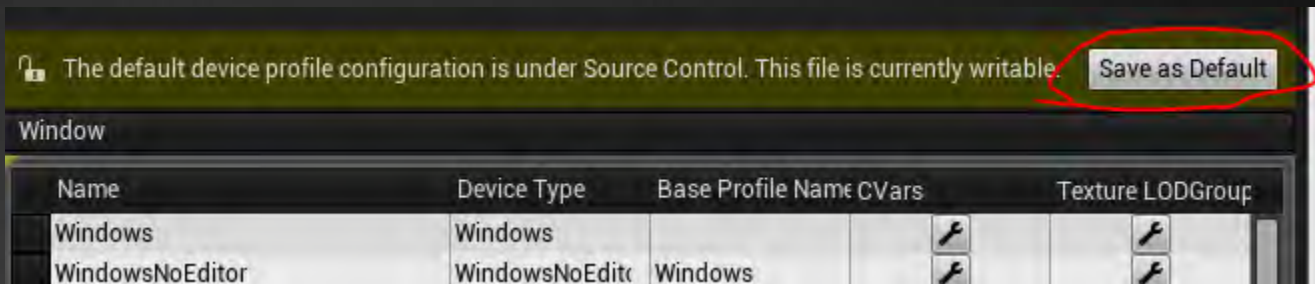 The default device profile configuration is under Source Control. This file is currently writable. Save as Default
Window
Name Device Type Base Profile Name CVars Texture LODGroup
Windows Windows
WindowsNoEditor WindowsNoEdito Windows